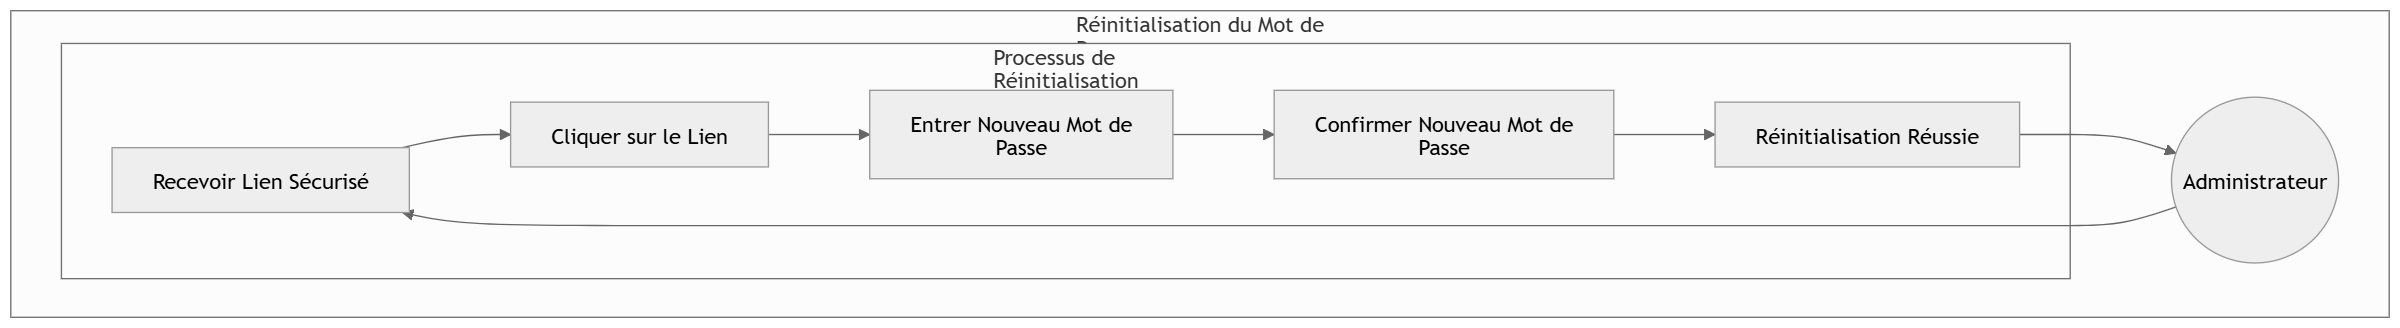 Réinitialisation du Mot de
Processus de
Réinitialisation
Recevoir Lien Sécurisé
Cliquer sur le Lien
Entrer Nouveau Mot de
Passe
Confirmer Nouveau Mot de
Passe
Réinitialisation Réussie
Administrateur